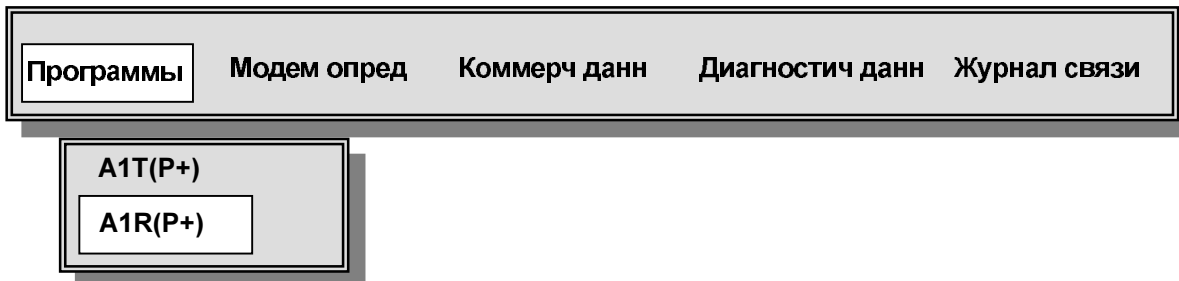 Программы Модем опред Коммерч данн Диагностич данн Журнал связи
A1T(P+)
A1R(P+)